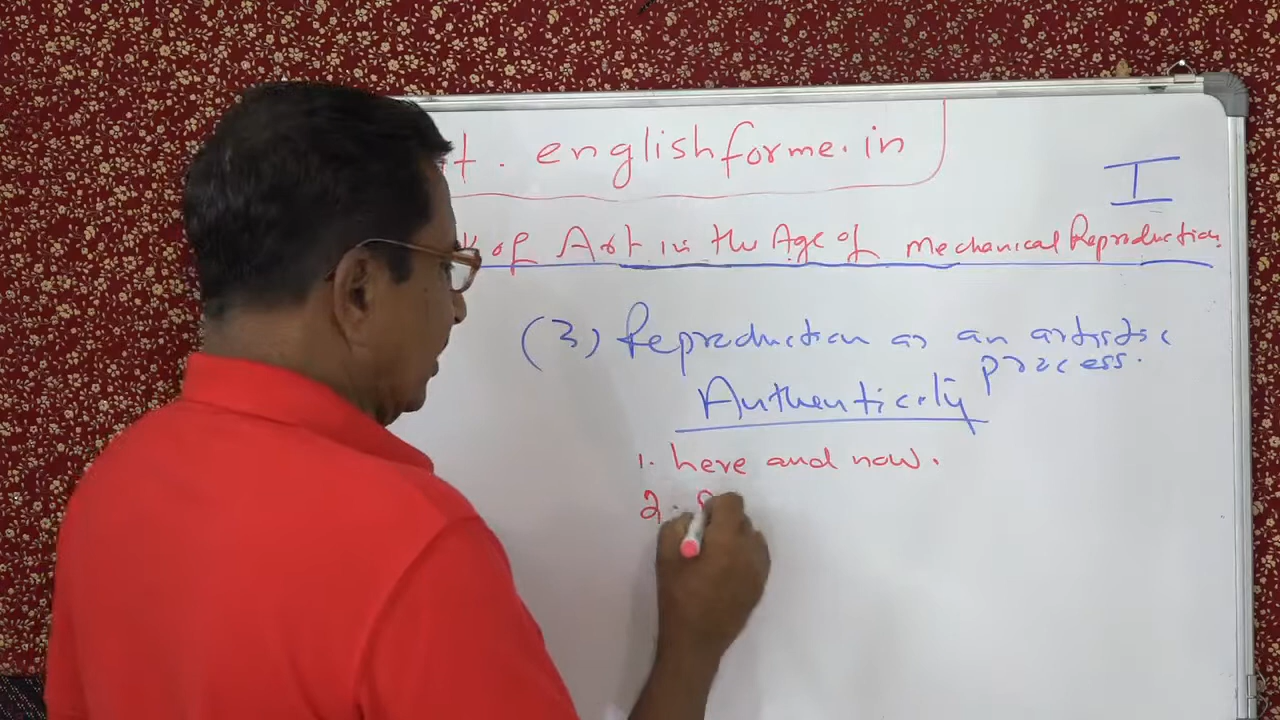 t. englishforme.in
I
of Art in the Age of Mechanical Reproduction
(3) Reproduction as an artistic
process.
Authenticity
1. here and now.
2.